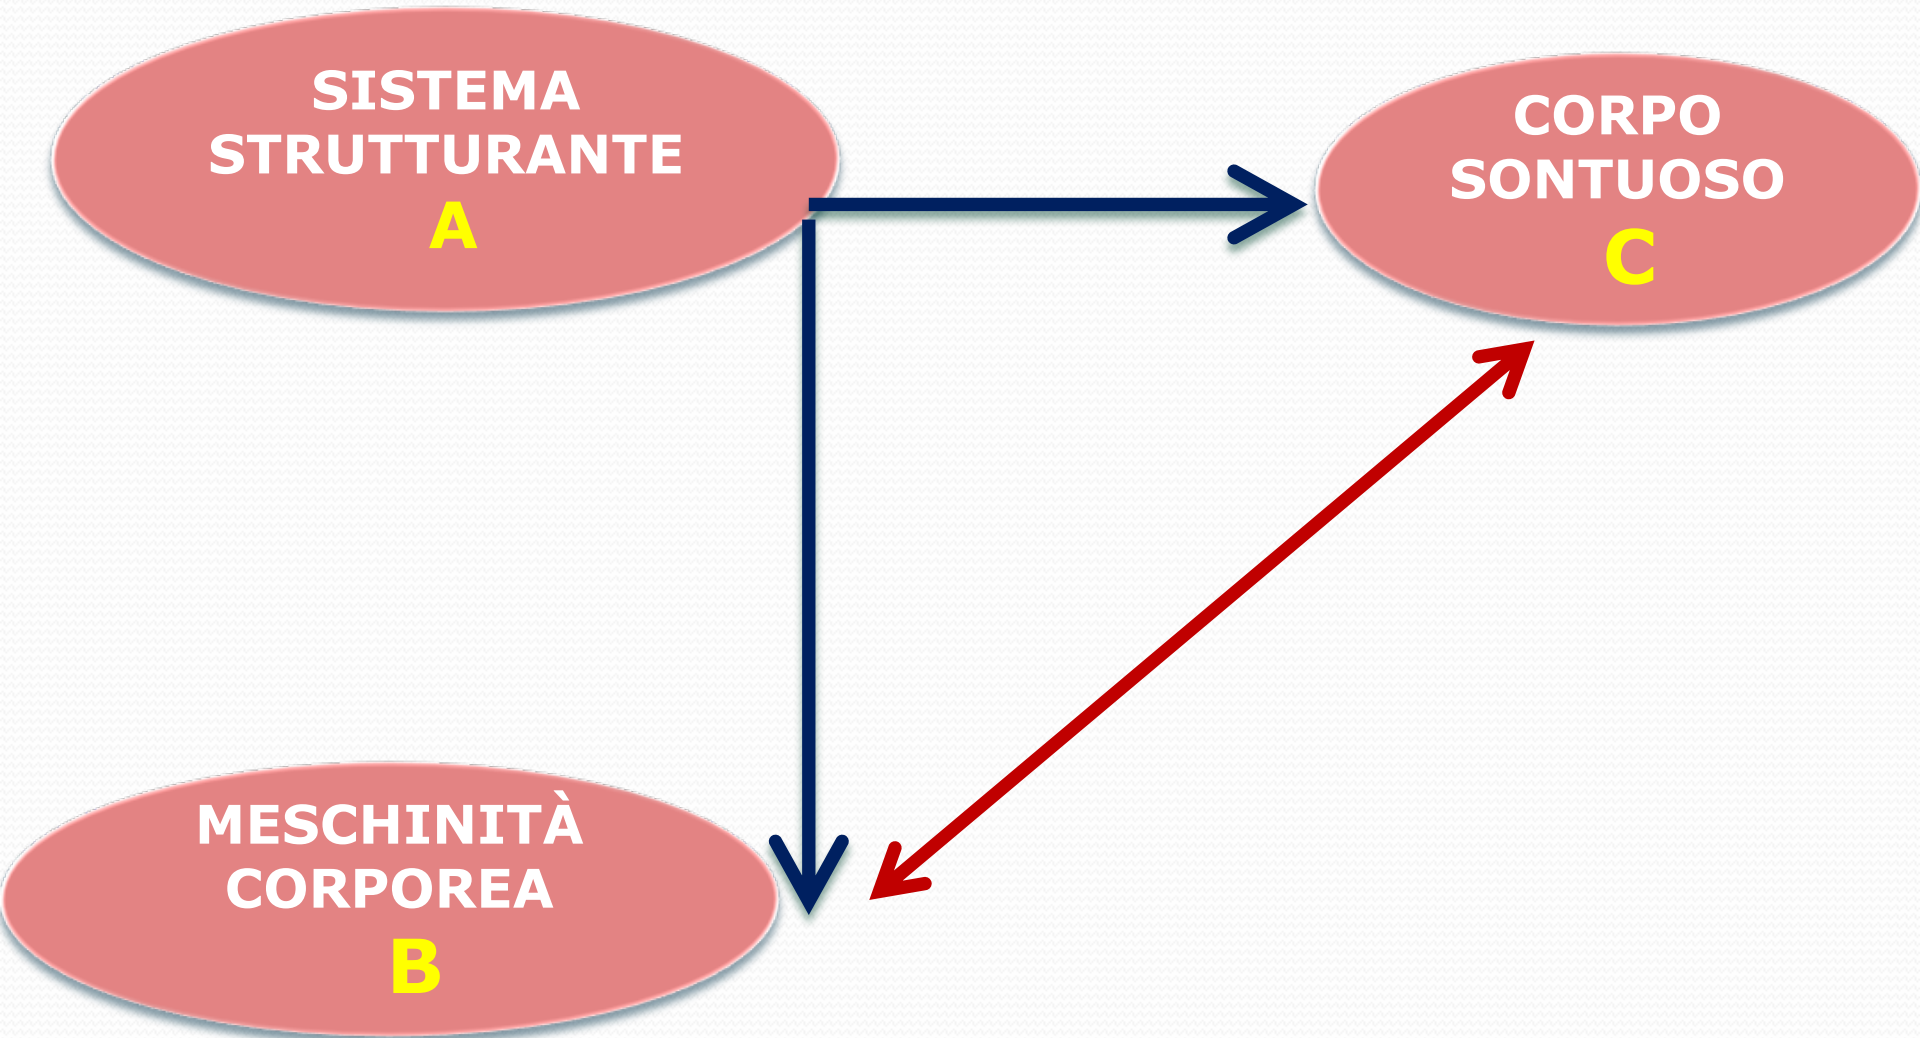 SISTEMA
STRUTTURANTE
A
CORPO
SONTUOSO
C
MESCHINITÀ
CORPOREA
B